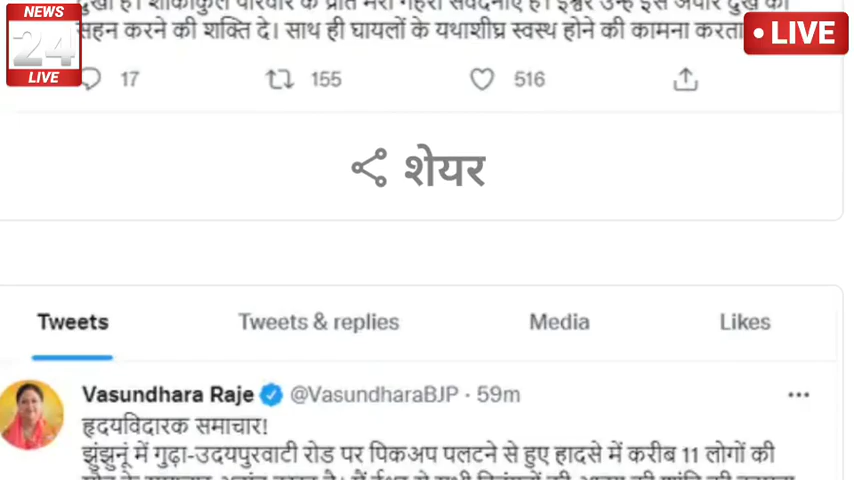 दुखी है। शोकाकुल परिवार के प्रति मेरी गहरी संवेदनाएं हैं। ईश्वर उन्हें इस अपार दुख को
सहन करने की शक्ति दे। साथ ही घायलों के यथाशीघ्र स्वस्थ होने की कामना करता
NEWS
24
LIVE
LIVE
17 155 516
शेयर
Tweets Tweets & replies Media Likes
Vasundhara Raje @VasundharaBJP · 59m
हृदयविदारक समाचार!
झुंझुनूं में गुढ़ा-उदयपुरवाटी रोड पर पिकअप पलटने से हुए हादसे में करीब 11 लोगों की